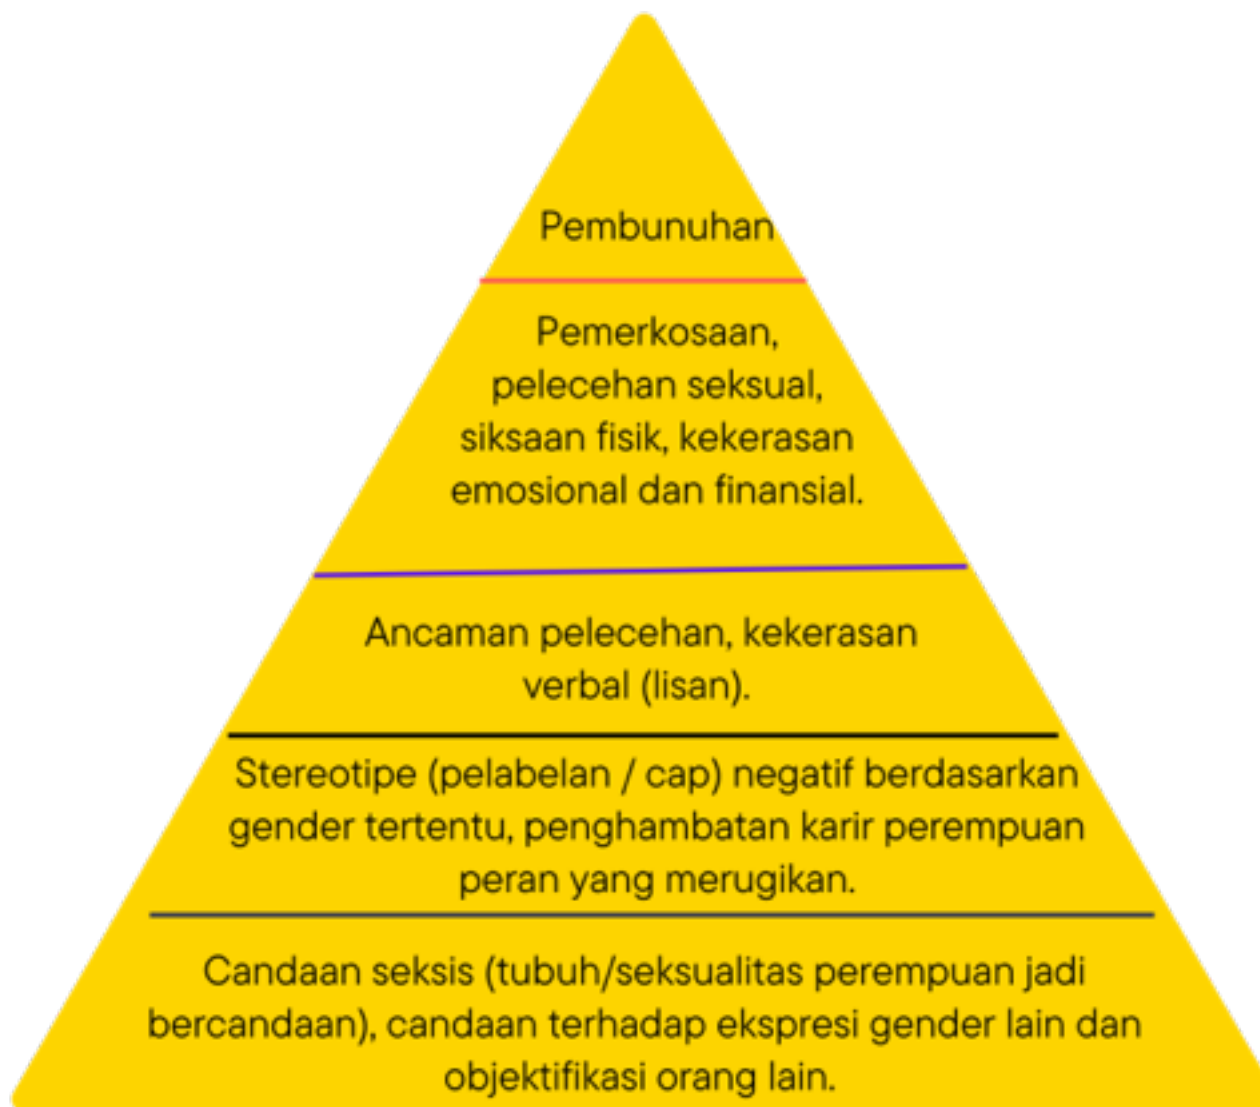 Pembunuhan
Pemerkosaan,
pelecehan seksual,
siksaan fisik, kekerasan
emosional dan finansial.
Ancaman pelecehan, kekerasan
verbal (lisan).
Stereotipe (pelabelan / cap) negatif berdasarkan
gender tertentu, penghambatan karir perempuan
peran yang merugikan.
Candaan seksis (tubuh/seksualitas perempuan jadi
bercandaan), candaan terhadap ekspresi gender lain dan
objektifikasi orang lain.